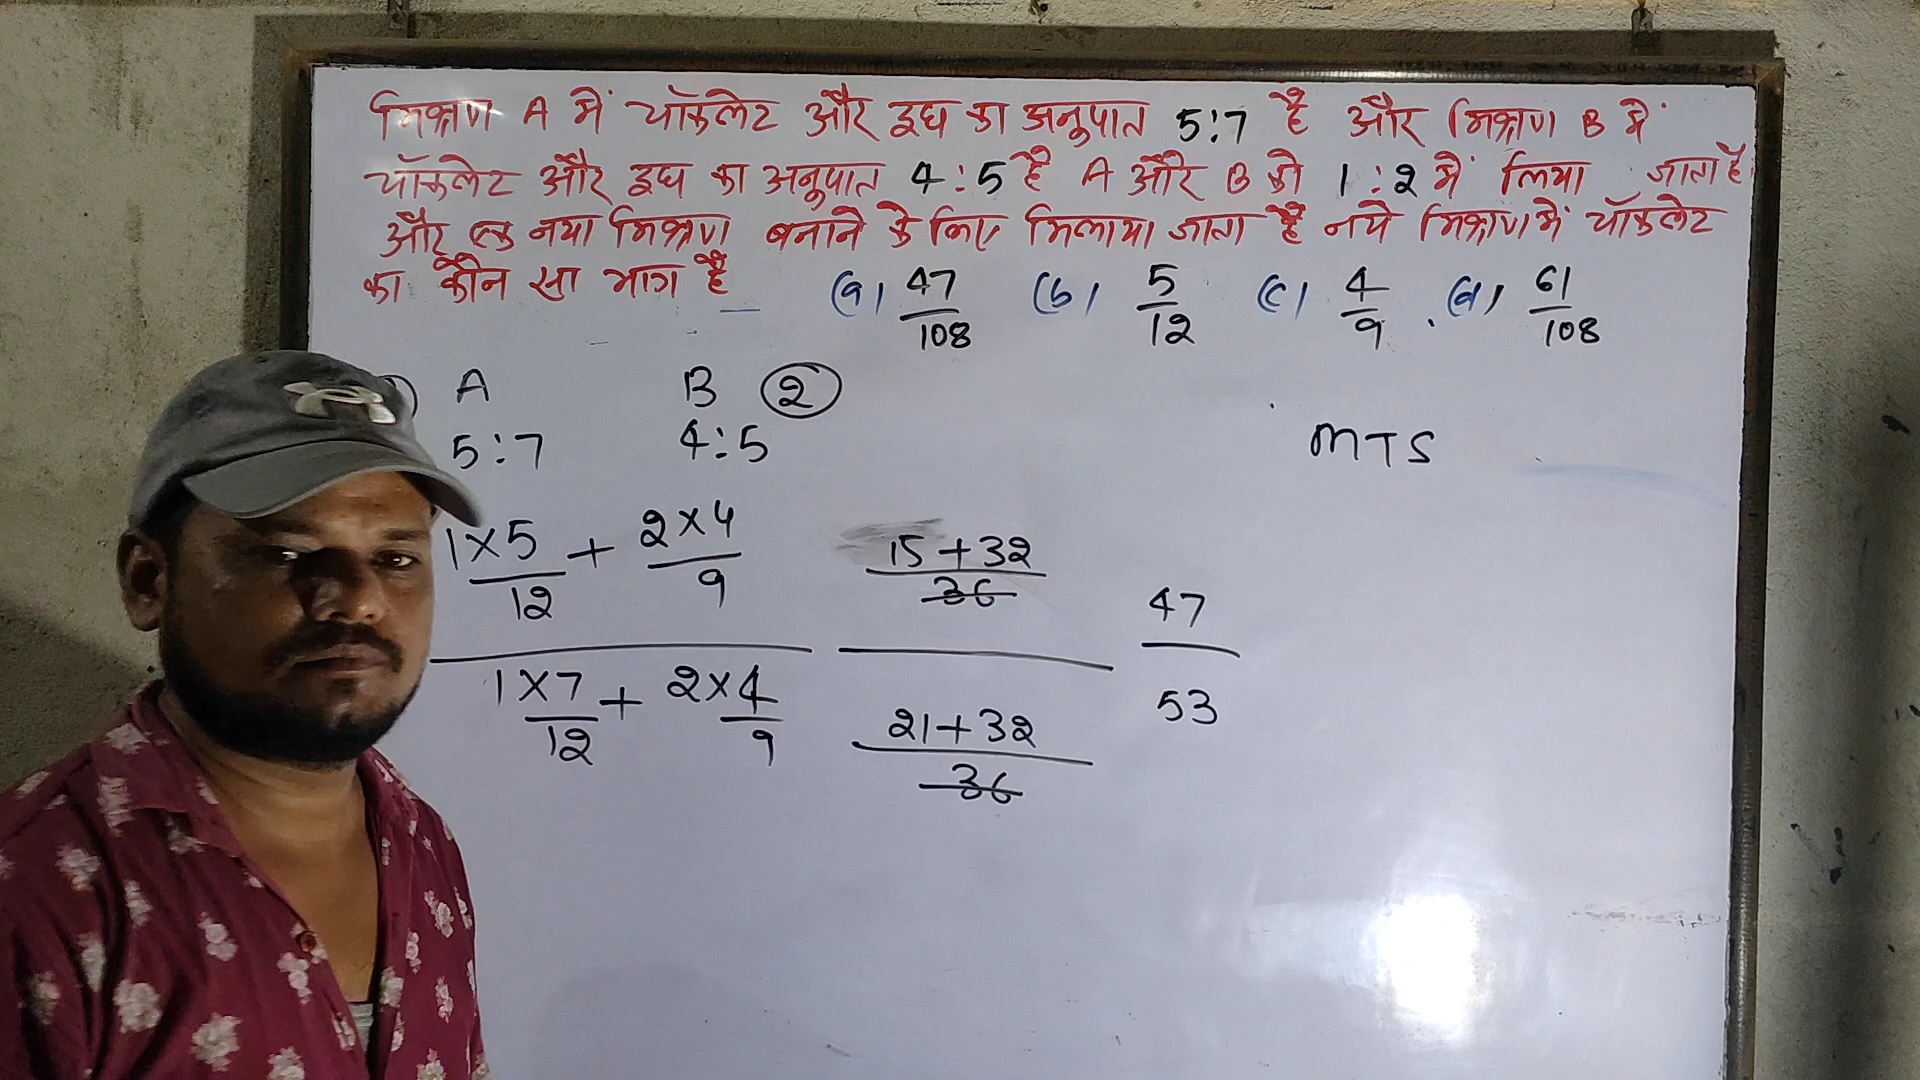 मिश्रण A में चॉकलेट और दूध का अनुपात 5:7 है और मिश्रण B में
चॉकलेट और दूध का अनुपात 4:5 है A और B को 1:2 में लिया जाता है।
और एक नया मिश्रण बनाने के लिए मिलाया जाता है नये मिश्रण में चॉकलेट
का कौन सा भाग है (a) 47/108 (b) 5/12 (c) 4/9 . (d) 61/108
A B 2
5:7 4:5
MTS
1×5/12 + 2×4/9 15+32/36
47/53
1×7/12 + 2×4/9 21+32/36